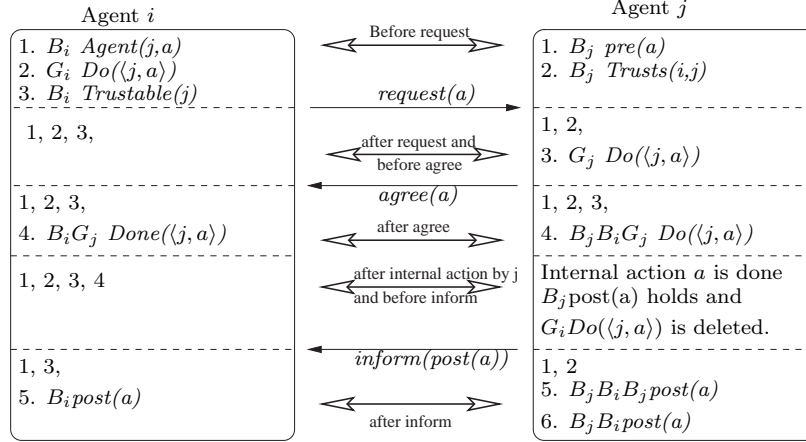 Agent i
Agent j
1. B_i Agent(j,a)
2. G_i Do(⟨j, a⟩)
3. B_i Trustable(j)
Before request
1. B_j pre(a)
2. B_j Trusts(i,j)
request(a)
1, 2, 3,
after request and
before agree
1, 2,
3. G_j Do(⟨j, a⟩)
agree(a)
1, 2, 3,
4. B_iG_j Done(⟨j, a⟩)
after agree
1, 2, 3,
4. B_jB_iG_j Do(⟨j, a⟩)
1, 2, 3, 4
after internal action by j
and before inform
Internal action a is done
B_jpost(a) holds and
G_iDo(⟨j, a⟩) is deleted.
inform(post(a))
1, 3,
5. B_ipost(a)
after inform
1, 2
5. B_jB_iB_jpost(a)
6. B_jB_ipost(a)